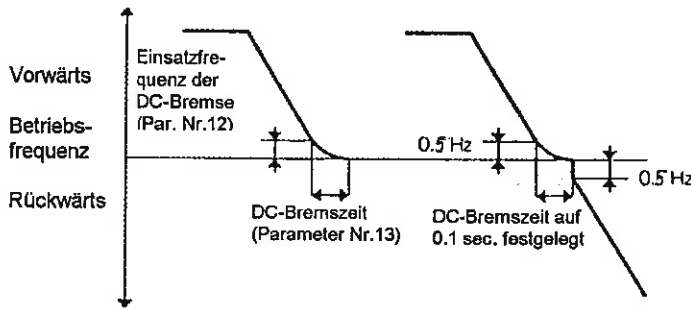 Vorwärts
Betriebs-
frequenz
Rückwärts
Einsatzfre-
quenz der
DC-Bremse
(Par. Nr.12)
DC-Bremszeit
(Parameter Nr.13)
0.5 Hz
0.5 Hz
DC-Bremszeit auf
0.1 sec. festgelegt